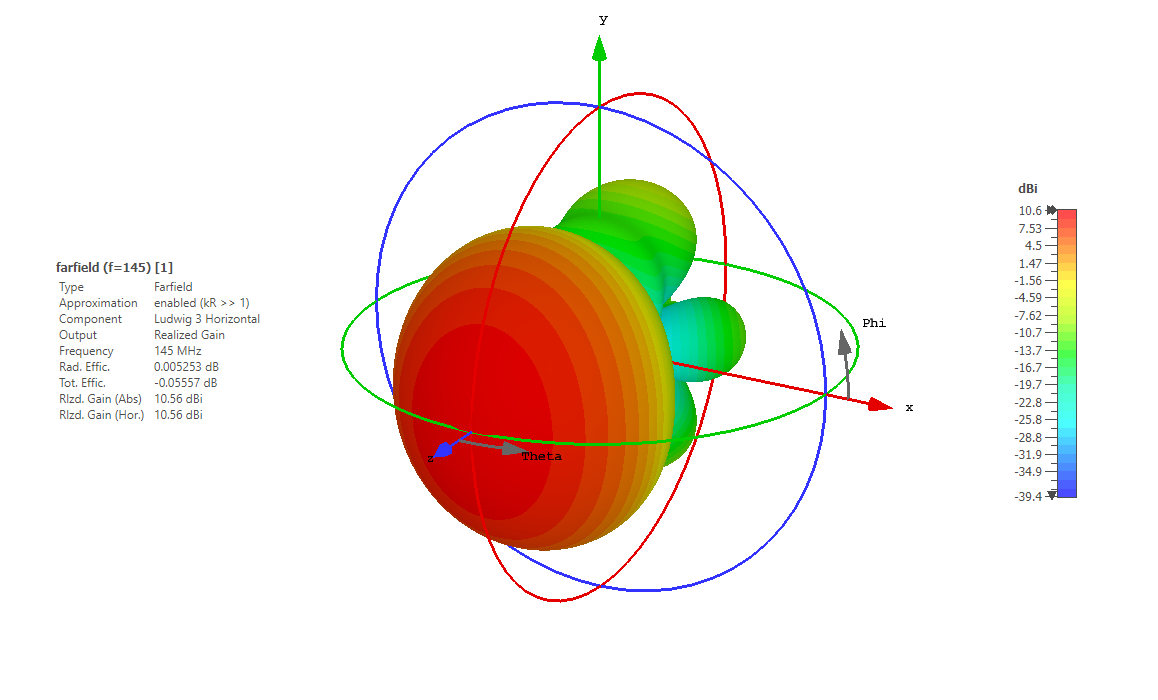 y
dBi
10.6
7.53
4.5
1.47
-1.56
-4.59
-7.62
-10.7
-13.7
-16.7
-19.7
-22.8
-25.8
-28.8
-31.9
-34.9
-39.4
farfield (f=145) [1]
Type Farfield
Approximation enabled (kR >> 1)
Component Ludwig 3 Horizontal
Output Realized Gain
Frequency 145 MHz
Rad. Effic. 0.005253 dB
Tot. Effic. -0.05557 dB
Rlzd. Gain (Abs) 10.56 dBi
Rlzd. Gain (Hor.) 10.56 dBi
Phi
x
z
Theta